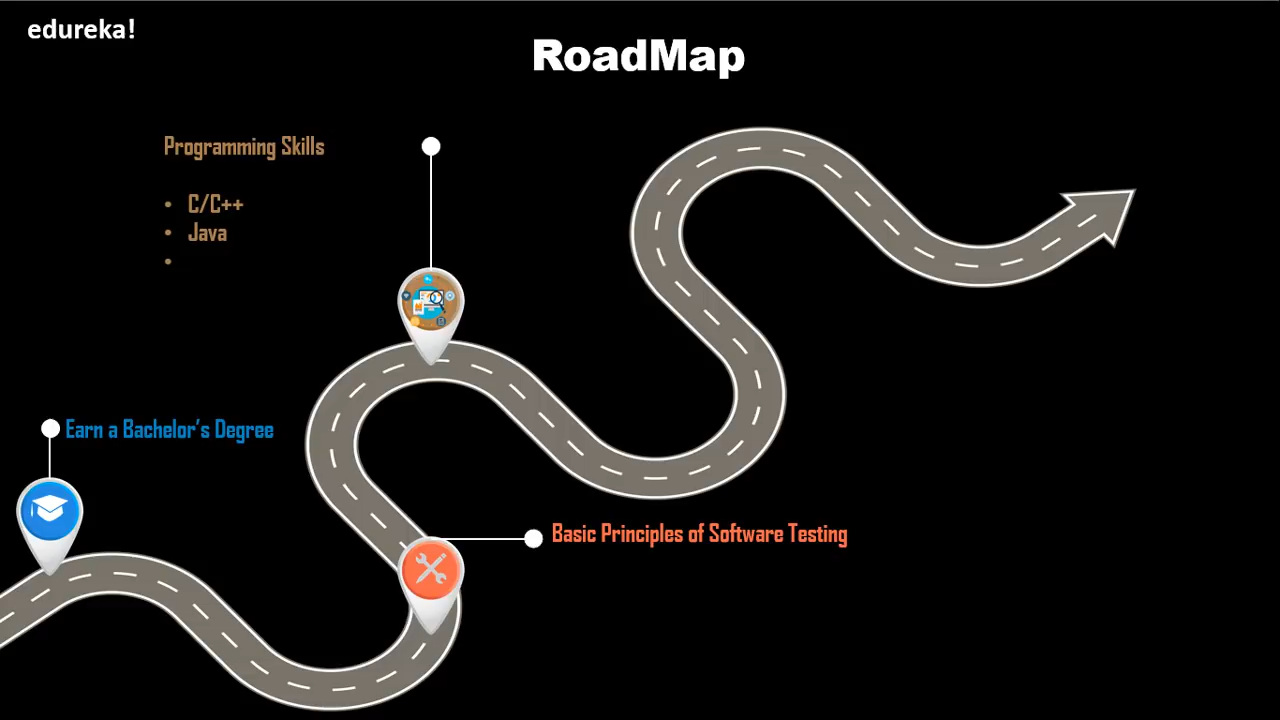 edureka!
RoadMap
Programming Skills
• C/C++
• Java
•
Earn a Bachelor's Degree
Basic Principles of Software Testing